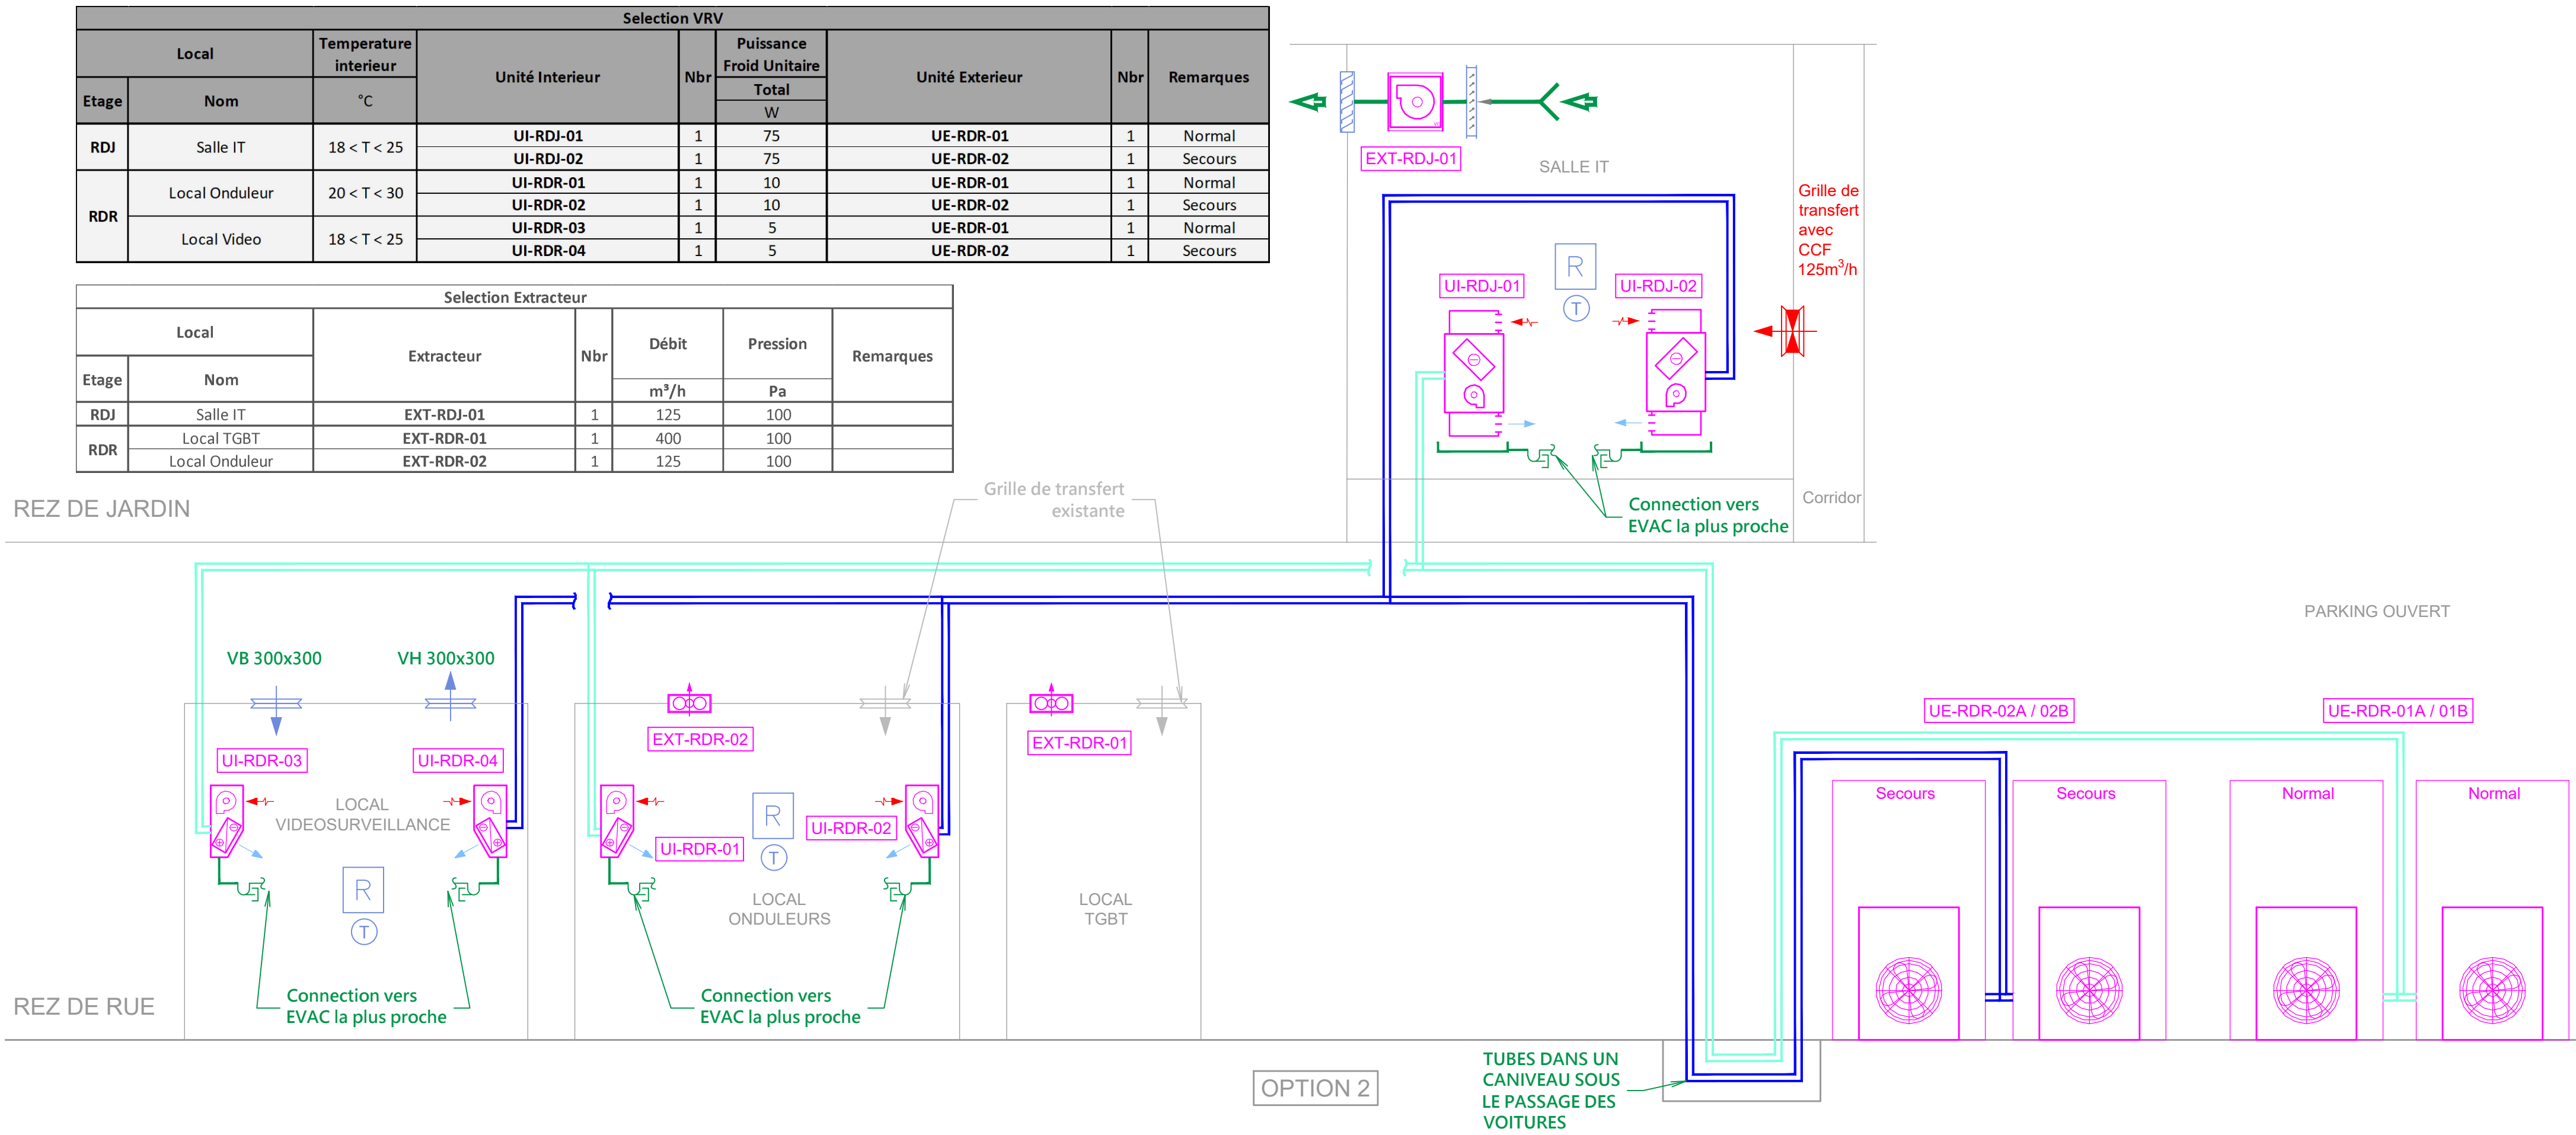 Selection VRV
Local
Temperature
interieur
Unité Interieur
Nbr
Puissance
Froid Unitaire
Unité Exterieur
Nbr
Remarques
Total
Etage
Nom
°C
W
RDJ
Salle IT
18 < T < 25
UI-RDJ-01 1 75 UE-RDR-01 1 Normal
UI-RDJ-02 1 75 UE-RDR-02 1 Secours
RDR
Local Onduleur
20 < T < 30
UI-RDR-01 1 10 UE-RDR-01 1 Normal
UI-RDR-02 1 10 UE-RDR-02 1 Secours
Local Video
18 < T < 25
UI-RDR-03 1 5 UE-RDR-01 1 Normal
UI-RDR-04 1 5 UE-RDR-02 1 Secours
Selection Extracteur
Local
Extracteur
Nbr
Débit
Pression
Remarques
Etage
Nom
m³/h
Pa
RDJ Salle IT EXT-RDJ-01 1 125 100
RDR
Local TGBT EXT-RDR-01 1 400 100
Local Onduleur EXT-RDR-02 1 125 100
EXT-RDJ-01
SALLE IT
Grille de
transfert
avec
CCF
125m³/h
UI-RDJ-01
R
T
UI-RDJ-02
Connection vers
EVAC la plus proche
Corridor
REZ DE JARDIN
Grille de transfert
existante
PARKING OUVERT
VB 300x300
VH 300x300
UI-RDR-03
UI-RDR-04
LOCAL
VIDEOSURVEILLANCE
R
T
Connection vers
EVAC la plus proche
EXT-RDR-02
R
T
UI-RDR-01
UI-RDR-02
LOCAL
ONDULEURS
Connection vers
EVAC la plus proche
EXT-RDR-01
LOCAL
TGBT
UE-RDR-02A / 02B
UE-RDR-01A / 01B
Secours
Secours
Normal
Normal
REZ DE RUE
OPTION 2
TUBES DANS UN
CANIVEAU SOUS
LE PASSAGE DES
VOITURES